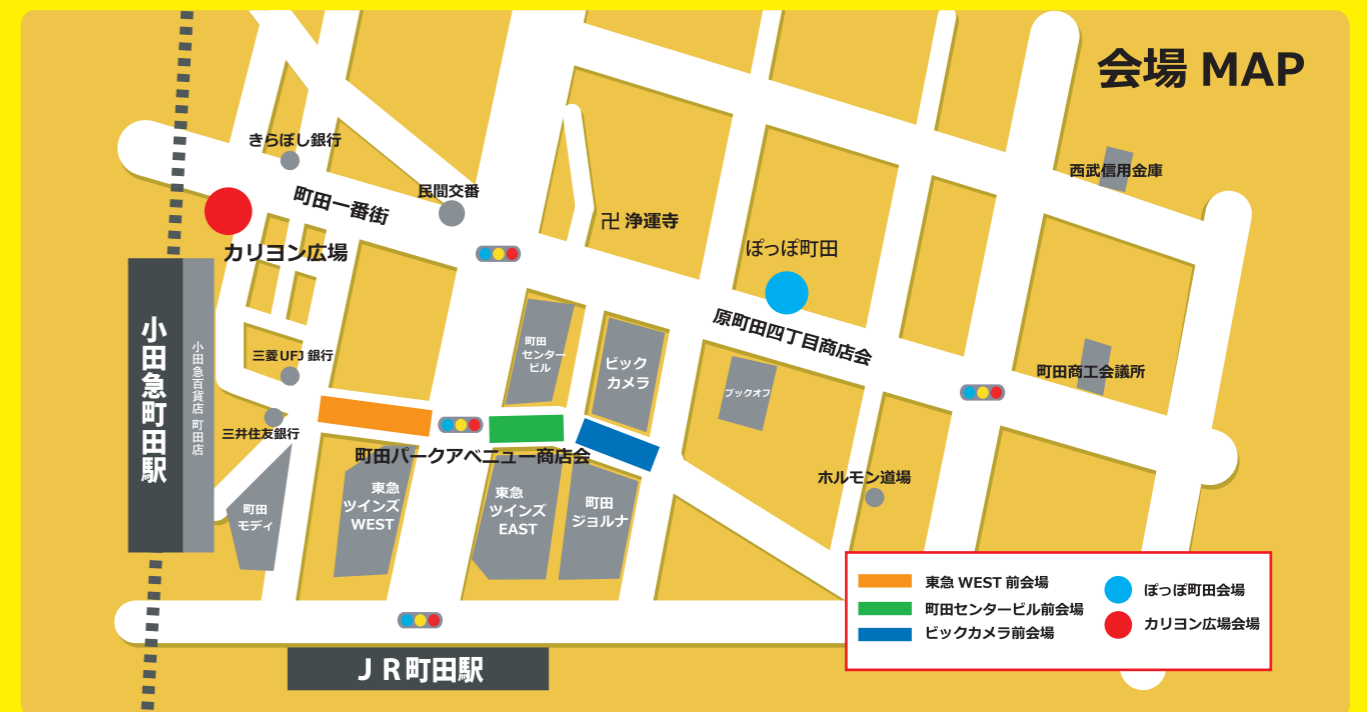 会場 MAP
きらぼし銀行
西武信用金庫
町田一番街
民間交番
卍 浄運寺
カリヨン広場
ぽっぽ町田
原町田四丁目商店会
小田急町田駅
小田急百貨店 町田店
三菱UFJ 銀行
町田
センター
ビル
ビック
カメラ
ブックオフ
町田商工会議所
三井住友銀行
町田パークアベニュー商店会
ホルモン道場
町田
モディ
東急
ツインズ
WEST
東急
ツインズ
EAST
町田
ジョルナ
東急 WEST 前会場
町田センタービル前会場
ビックカメラ前会場
ぽっぽ町田会場
カリヨン広場会場
ＪＲ町田駅